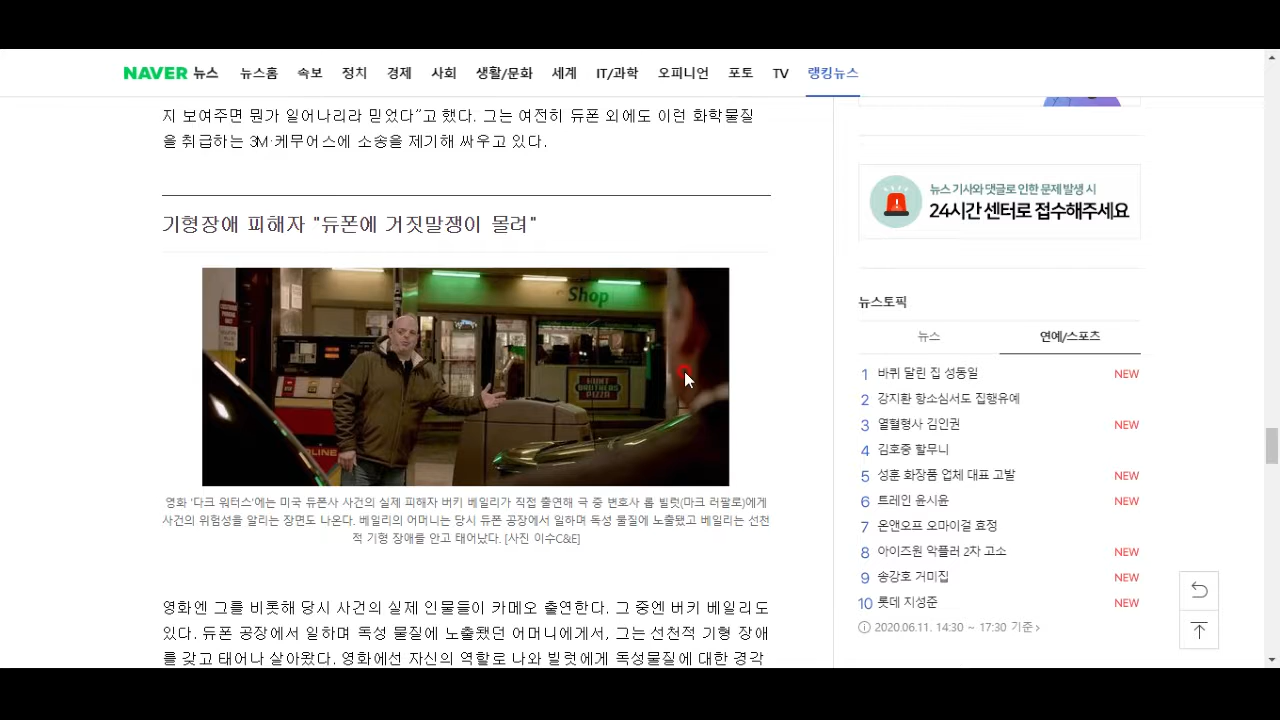 NAVER 뉴스 뉴스홈 속보 정치 경제 사회 생활/문화 세계 IT/과학 오피니언 포토 TV 랭킹뉴스
지 보여주면 뭔가 일어나리라 믿었다"고 했다. 그는 여전히 듀폰 외에도 이런 화학물질
을 취급하는 3M·케무어스에 소송을 제기해 싸우고 있다.
기형장애 피해자 "듀폰에 거짓말쟁이 몰려"
Shop
HUNT
BROTHERS
PIZZA
영화 '다크 워터스'에는 미국 듀폰사 사건의 실제 피해자 버키 베일리가 직접 출연해 극 중 변호사 롭 빌럿(마크 러팔로)에게
사건의 위험성을 알리는 장면도 나온다. 베일리의 어머니는 당시 듀폰 공장에서 일하며 독성 물질에 노출됐고 베일리는 선천
적 기형 장애를 안고 태어났다. [사진 이수C&E]
영화엔 그를 비롯해 당시 사건의 실제 인물들이 카메오 출연한다. 그 중엔 버키 베일리도
있다. 듀폰 공장에서 일하며 독성 물질에 노출됐던 어머니에게서, 그는 선천적 기형 장애
를 갖고 태어나 살아왔다. 영화에선 자신의 역할로 나와 빌럿에게 독성물질에 대한 경각
뉴스 기사와 댓글로 인한 문제 발생 시
24시간 센터로 접수해주세요
뉴스토픽
뉴스 연예/스포츠
1 바퀴 달린 집 성동일 NEW
2 강지환 항소심서도 집행유예
3 열혈형사 김인권 NEW
4 김호중 할무니
5 성훈 화장품 업체 대표 고발 NEW
6 트레인 윤시윤 NEW
7 온앤오프 오마이걸 효정
8 아이즈원 악플러 2차 고소 NEW
9 송강호 거미집 NEW
10 롯데 지성준 NEW
2020.06.11. 14:30 ~ 17:30 기준